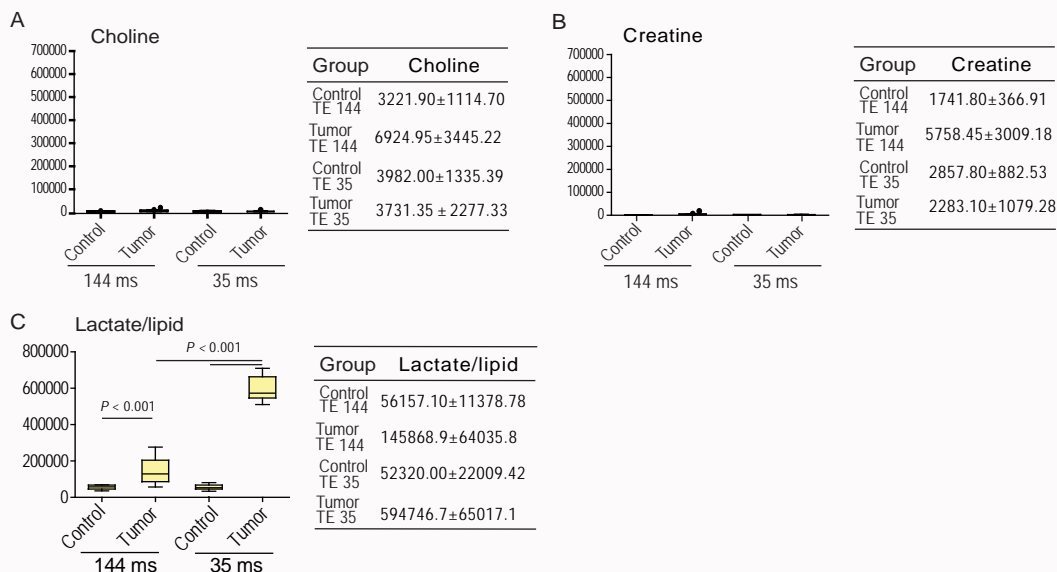 A
Choline
700000
600000
500000
400000
300000
200000
100000
0
Control
Tumor
Control
Tumor
144 ms
35 ms
Group Choline
Control
TE 144
3221.90±1114.70
Tumor
TE 144
6924.95±3445.22
Control
TE 35
3982.00±1335.39
Tumor
TE 35
3731.35 ± 2277.33
B
Creatine
700000
600000
500000
400000
300000
200000
100000
0
Control
Tumor
Control
Tumor
144 ms
35 ms
Group Creatine
Control
TE 144
1741.80±366.91
Tumor
TE 144
5758.45±3009.18
Control
TE 35
2857.80±882.53
Tumor
TE 35
2283.10±1079.28
C
Lactate/lipid
800000
600000
400000
200000
0
P < 0.001
P < 0.001
Control
Tumor
Control
Tumor
144 ms
35 ms
Group Lactate/lipid
Control
TE 144
56157.10±11378.78
Tumor
TE 144
145868.9±64035.8
Control
TE 35
52320.00±22009.42
Tumor
TE 35
594746.7±65017.1